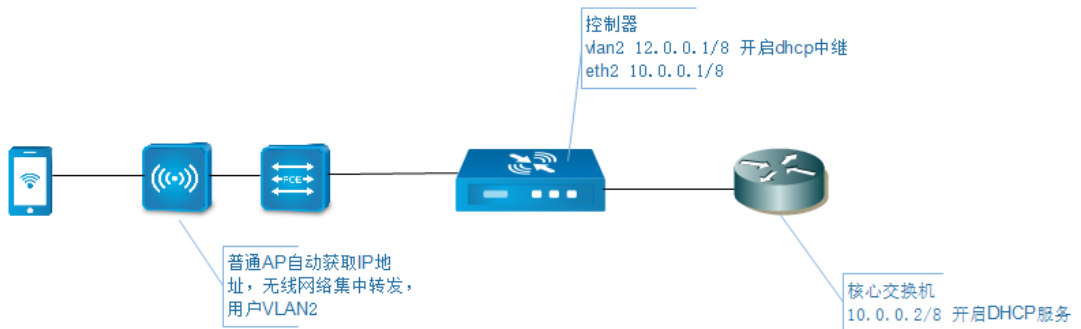 控制器
vlan2 12.0.0.1/8 开启dhcp中继
eth2 10.0.0.1/8
POE
普通AP自动获取IP地
址，无线网络集中转发，
用户VLAN2
核心交换机
10.0.0.2/8 开启DHCP服务